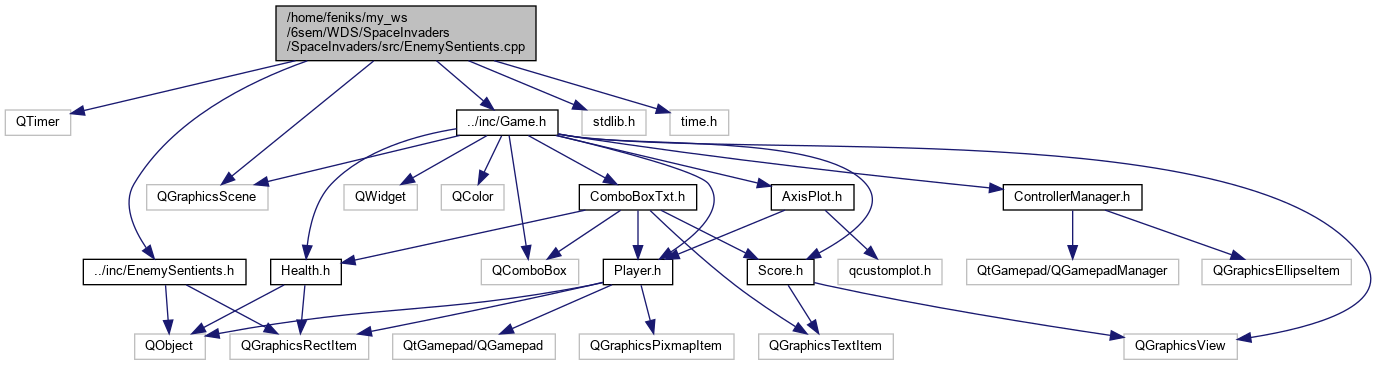 /home/feniks/my_ws
/6sem/WDS/SpaceInvaders
/SpaceInvaders/src/EnemySentients.cpp
QTimer
../inc/Game.h
stdlib.h
time.h
QGraphicsScene
QWidget
QColor
ComboBoxTxt.h
AxisPlot.h
ControllerManager.h
../inc/EnemySentients.h
Health.h
QComboBox
Player.h
Score.h
qcustomplot.h
QtGamepad/QGamepadManager
QGraphicsEllipseItem
QObject
QGraphicsRectItem
QtGamepad/QGamepad
QGraphicsPixmapItem
QGraphicsTextItem
QGraphicsView